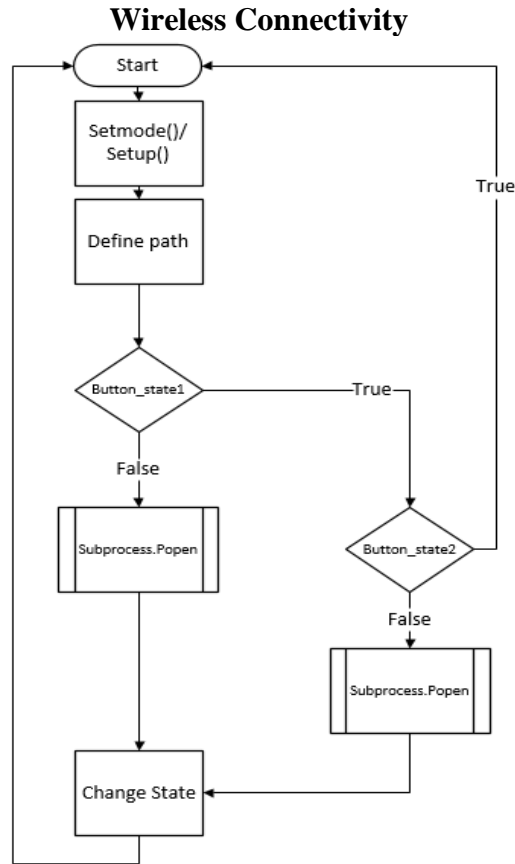 Wireless Connectivity
Start
Setmode()/
Setup()
True
Define path
Button_state1
True
False
Subprocess.Popen
Button_state2
False
Subprocess.Popen
Change State